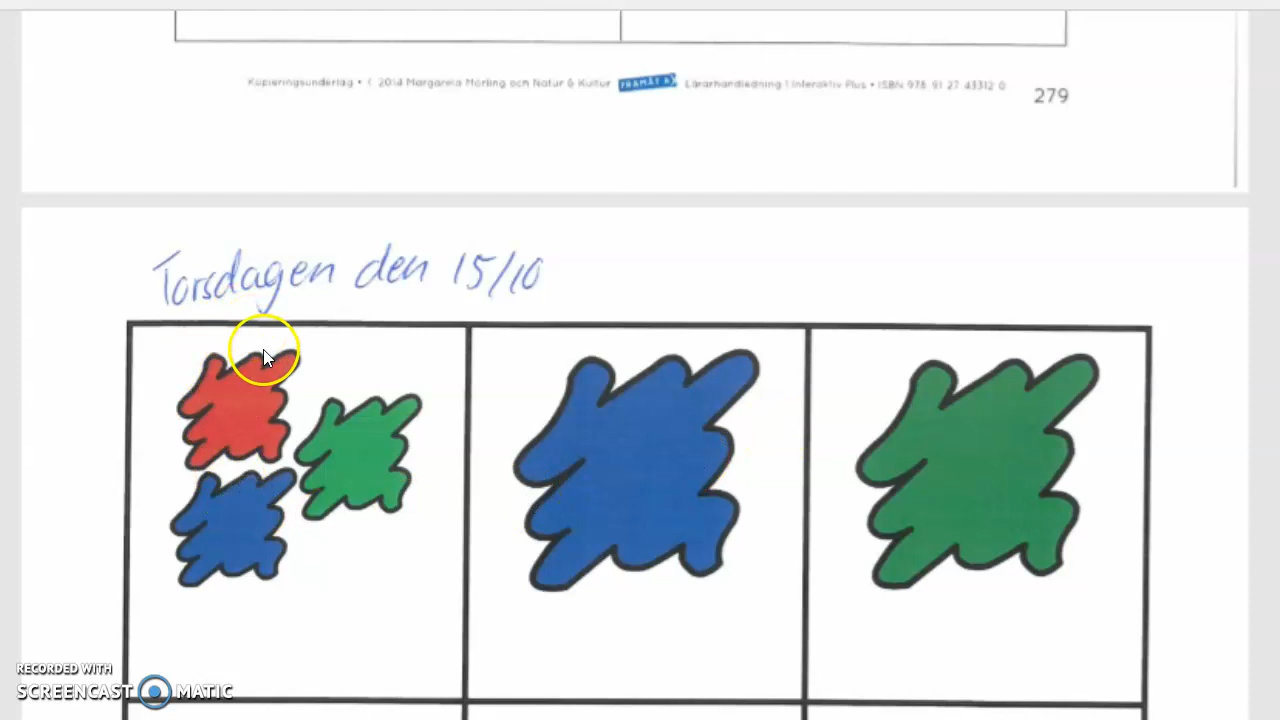 Kopieringsunderlag • © 2014 Margareta Mörling och Natur & Kultur FRAMÅT A2 Lärarhandledning i Interaktiv Plus • ISBN 978 91 27 43312 0
279
Torsdagen den 15/10
RECORDED WITH
SCREENCAST MATIC